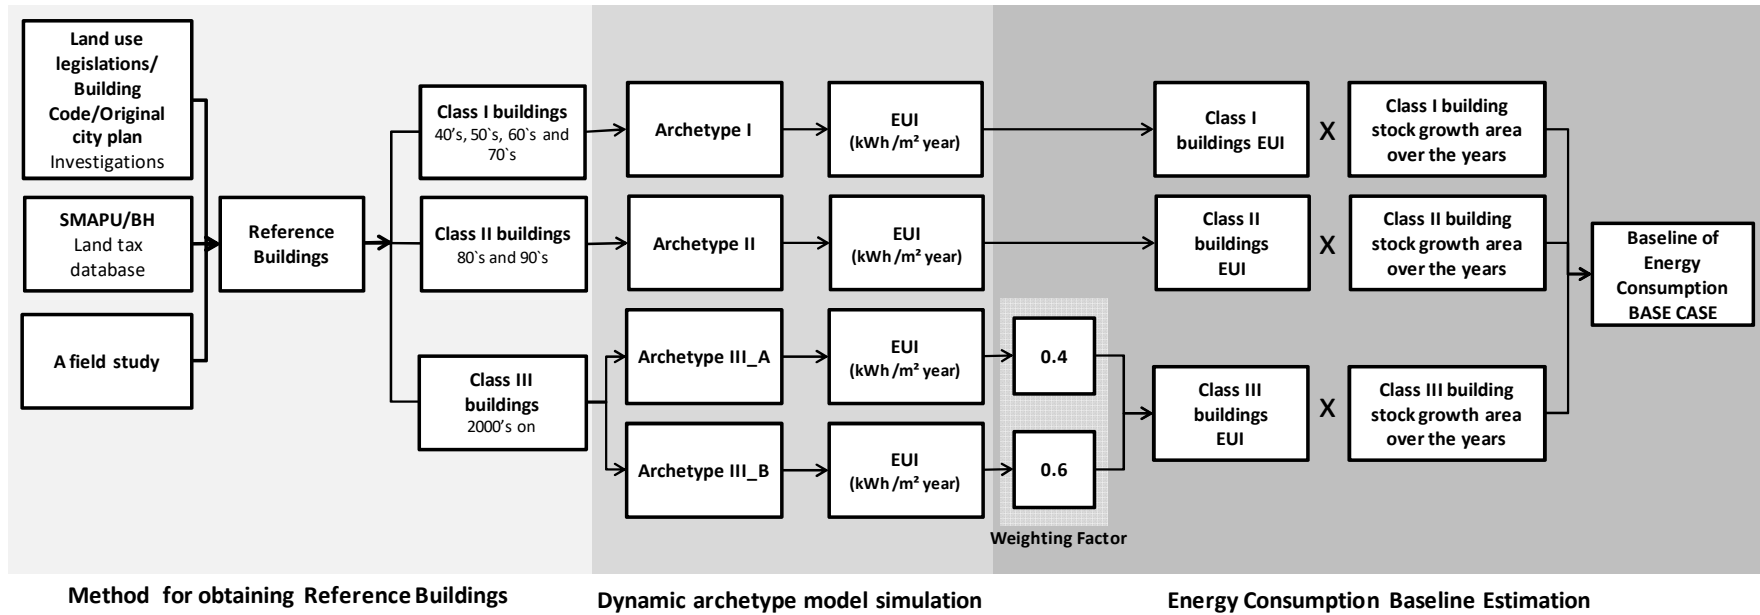 Land use
legislations/
Building
Code/Original
city plan
Investigations
SMAPU/BH
Land tax
database
A field study
Reference
Buildings
Class I buildings
40's, 50`s, 60`s and
70`s
Class II buildings
80`s and 90`s
Class III
buildings
2000's on
Archetype I
Archetype II
Archetype III_A
Archetype III_B
EUI
(kWh/m² year)
EUI
(kWh/m² year)
EUI
(kWh/m² year)
EUI
(kWh/m² year)
0.4
0.6
Weighting Factor
Class I
buildings EUI
X
Class I building
stock growth area
over the years
Class II
buildings
EUI
X
Class II building
stock growth area
over the years
Class III
buildings
EUI
X
Class III building
stock growth area
over the years
Baseline of
Energy
Consumption
BASE CASE
Method for obtaining Reference Buildings
Dynamic archetype model simulation
Energy Consumption Baseline Estimation